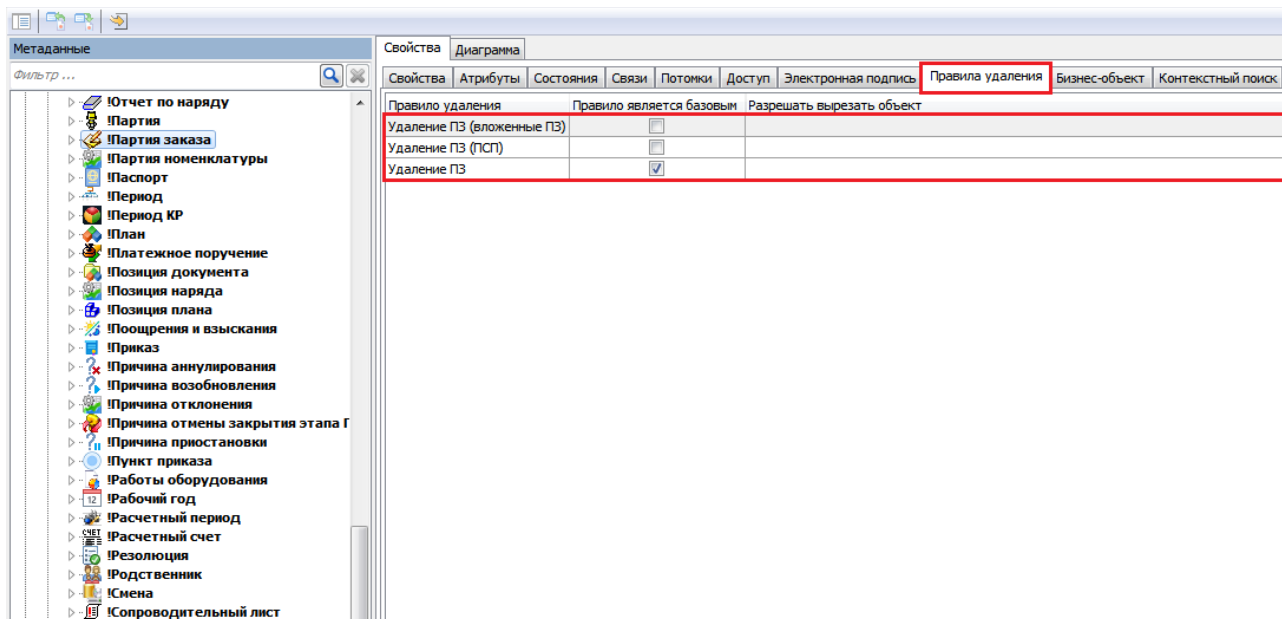 Метаданные
Фильтр ...
!Отчет по наряду
!Партия
!Партия заказа
!Партия номенклатуры
!Паспорт
!Период
!Период КР
!План
!Платежное поручение
!Позиция документа
!Позиция наряда
!Позиция плана
!Поощрения и взыскания
!Приказ
!Причина аннулирования
!Причина возобновления
!Причина отклонения
!Причина отмены закрытия этапа Г
!Причина приостановки
!Пункт приказа
!Работы оборудования
!Рабочий год
!Расчетный период
!Расчетный счет
!Резолюция
!Родственник
!Смена
!Сопроводительный лист
Свойства Диаграмма
Свойства Атрибуты Состояния Связи Потомки Доступ Электронная подпись Правила удаления Бизнес-объект Контекстный поиск
Правило удаления Правило является базовым Разрешать вырезать объект
Удаление ПЗ (вложенные ПЗ)
Удаление ПЗ (ПСП)
Удаление ПЗ